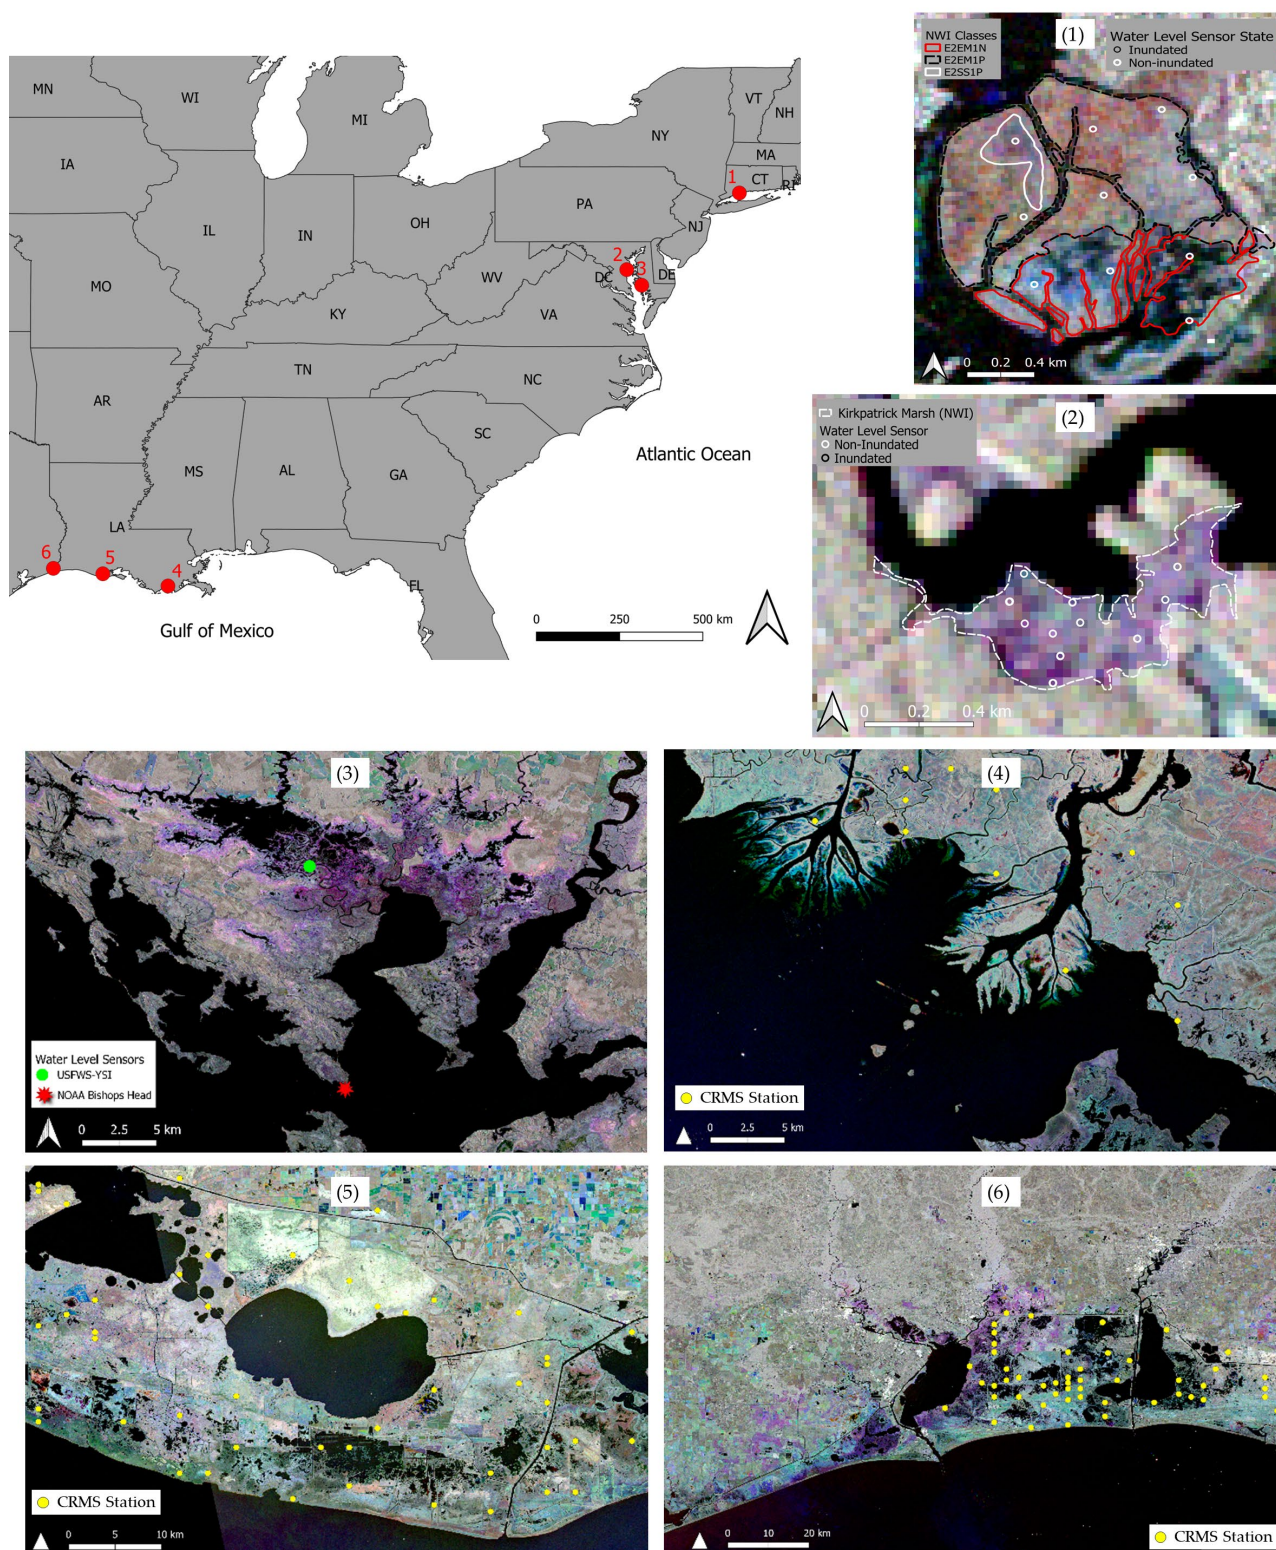 MN
WI
MI
VT
NH
NY
MA
IA
1
CT
RI
PA
OH
NJ
IL
IN
2
3
WV
DC
DE
MO
KY
VA
TN
NC
AR
SC
Atlantic Ocean
MS
AL
GA
LA
6
5
4
FL
Gulf of Mexico
0 250 500 km
NWI Classes
E2EM1N
E2EM1P
E2SS1P
(1)
Water Level Sensor State
Inundated
Non-inundated
0 0.2 0.4 km
Kirkpatrick Marsh (NWI)
Water Level Sensor
Non-Inundated
Inundated
(2)
0 0.2 0.4 km
(3)
Water Level Sensors
USFWS-YSI
NOAA Bishops Head
0 2.5 5 km
(4)
CRMS Station
0 2.5 5 km
(5)
CRMS Station
0 5 10 km
(6)
0 10 20 km
CRMS Station